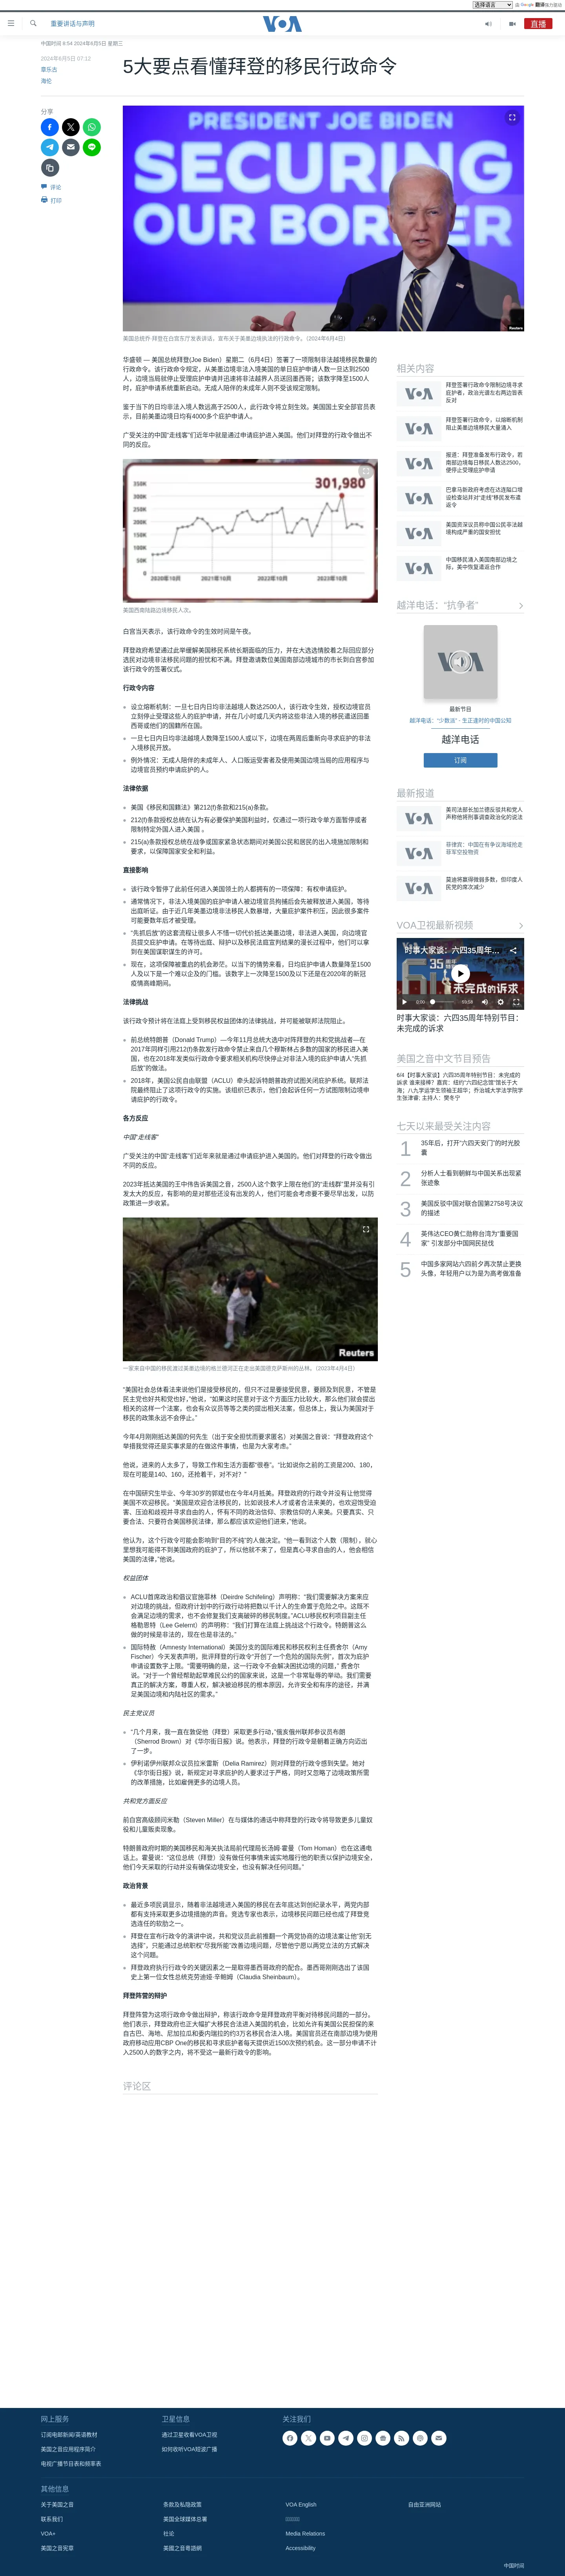 选择语言
由 Google 翻译强力驱动
重要讲话与声明
VOA
直播
中国时间 8:54 2024年6月5日 星期三
2024年6月5日 07:12
章乐古
海伦
5大要点看懂拜登的移民行政命令
分享
评论
打印
PRESIDENT JOE BIDEN
SECURING
OUR BORDER
Reuters
美国总统乔·拜登在白宫东厅发表讲话，宣布关于美墨边境执法的行政命令。（2024年6月4日）
华盛顿 — 美国总统拜登(Joe Biden）星期二（6月4日）签署了一项限制非法越境移民数量的行政命令。该行政命令规定，从美墨边境非法入境美国的单日庇护申请人数一旦达到2500人，边境当局就停止受理庇护申请并迅速将非法越界人员送回墨西哥；该数字降至1500人时，庇护申请系统重新启动。无成人陪伴的未成年人则不受该规定限制。
鉴于当下的日均非法入境人数远高于2500人，此行政令将立刻生效。美国国土安全部官员表示，目前美墨边境日均有4000多名庇护申请人。
广受关注的中国“走线客”们近年中就是通过申请庇护进入美国。他们对拜登的行政令做出不同的反应。
301,980
350K
300K
250K
200K
150K
100K
50K
0
2020年10月
2021年10月
2022年10月
2023年10月
美国西南陆路边境移民人次。
白宫当天表示，该行政命令的生效时间是午夜。
拜登政府希望通过此举缓解美国移民系统长期面临的压力，并在大选选情胶着之际回应部分选民对边境非法移民问题的担忧和不满。拜登邀请数位美国南部边境城市的市长到白宫参加该行政令的签署仪式。
行政令内容
设立熔断机制：一旦七日内日均非法越境人数达2500人，该行政令生效，授权边境官员立刻停止受理这些人的庇护申请，并在几小时或几天内将这些非法入境的移民遣送回墨西哥或他们的国籍所在国。
一旦七日内日均非法越境人数降至1500人或以下，边境在两周后重新向寻求庇护的非法入境移民开放。
例外情况：无成人陪伴的未成年人、人口贩运受害者及使用美国边境当局的应用程序与边境官员预约申请庇护的人。
法律依据
美国《移民和国籍法》第212(f)条款和215(a)条款。
212(f)条款授权总统在认为有必要保护美国利益时，仅通过一项行政令单方面暂停或者限制特定外国人进入美国 。
215(a)条款授权总统在战争或国家紧急状态期间对美国公民和居民的出入境施加限制和要求，以保障国家安全和利益。
直接影响
该行政令暂停了此前任何进入美国领土的人都拥有的一项保障：有权申请庇护。
通常情况下，非法入境美国的庇护申请人被边境官员拘捕后会先被释放进入美国，等待出庭听证。由于近几年美墨边境非法移民人数暴增，大量庇护案件积压，因此很多案件可能要数年后才被受理。
“先抓后放”的这套流程让很多人不惜一切代价抵达美墨边境，非法进入美国，向边境官员提交庇护申请。在等待出庭、辩护以及移民法庭宣判结果的漫长过程中，他们可以拿到在美国谋职谋生的许可。
现在，这项保障被重启的机会渺茫。以当下的情势来看，日均庇护申请人数量降至1500人及以下是一个难以企及的门槛。该数字上一次降至1500及以下还是在2020年的新冠疫情高峰期间。
法律挑战
该行政令预计将在法庭上受到移民权益团体的法律挑战，并可能被联邦法院阻止。
前总统特朗普（Donald Trump）—今年11月总统大选中对阵拜登的共和党挑战者—在2017年同样引用212(f)条款发行政命令禁止来自几个穆斯林占多数的国家的移民进入美国，也在2018年发类似行政命令要求相关机构尽快停止对非法越境者的庇护申请人“先抓后放”的做法。
2018年，美国公民自由联盟（ACLU）牵头起诉特朗普政府试图关闭庇护系统。联邦法院最终阻止了这项行政令的实施。该组织已表示，他们会起诉任何一方试图限制边境申请庇护的行政令。
各方反应
中国“走线客”
广受关注的中国“走线客”们近年来就是通过申请庇护进入美国的。他们对拜登的行政令做出不同的反应。
2023年抵达美国的王中伟告诉美国之音，2500人这个数字上限在他们的“走线群”里并没有引发太大的反应，有影响的是对那些还没有出发的人，他们可能会考虑要不要尽早出发，以防政策进一步收紧。
Reuters
一家来自中国的移民渡过美墨边境的格兰德河正在走出美国德克萨斯州的丛林。（2023年4月4日）
“美国社会总体看法来说他们是接受移民的，但只不过是要接受民意，要顾及到民意，不管是民主党也好共和党也好，”他说，“如果这时民意对于这个方面压力比较大，那么他们就会提出相关的这样一个法案，也会有众议员等等之类的提出相关法案，但总体上，我认为美国对于移民的政策永远不会停止。”
今年4月刚刚抵达美国的何先生（出于安全担忧而要求匿名）对美国之音说：“拜登政府这个举措我觉得还是实事求是的在做这件事情，也是为大家考虑。”
他说，进来的人太多了，导致工作和生活方面都“很卷”。“比如说你之前的工资是200、180，现在可能是140、160，还抢着干，对不对？”
在中国研究生毕业、今年30岁的郭斌也在今年4月抵美。拜登政府的行政令并没有让他觉得美国不欢迎移民。“美国是欢迎合法移民的，比如说技术人才或者合法来美的，也欢迎饱受迫害、压迫和歧视并寻求自由的人，怀有不同的政治信仰、宗教信仰的人来美。只要真实、只要合法、只要符合美国移民法律，那么都应该欢迎他们进来，”他说。
他认为，这个行政令可能会影响到“目的不纯”的人做决定。“他一看到这个人数（限制），就心里預期我可能得不到美国政府的庇护了，所以他就不来了，但是真心寻求自由的人，他会相信美国的法律，”他说。
权益团体
ACLU首席政治和倡议官施菲林（Deirdre Schifeling）声明称：“我们需要解决方案来应对边境的挑战，但政府计划中的行政行动将把数以千计人的生命置于危险之中。这既不会满足边境的需求，也不会修复我们支离破碎的移民制度。”ACLU移民权利项目副主任格勒恩特（Lee Gelernt）的声明称：“我们打算在法庭上挑战这个行政令。特朗普这么做的时候是非法的，现在也是非法的。”
国际特赦（Amnesty International）美国分支的国际难民和移民权利主任费舍尔（Amy Fischer）今天发表声明，批评拜登的行政令“开创了一个危险的国际先例”，首次为庇护申请设置数字上限。“需要明确的是，这一行政令不会解决困扰边境的问题，” 费舍尔说。“对于一个曾经帮助起草难民公约的国家来说，这是一个非常耻辱的举动。我们需要真正的解决方案，尊重人权，解决被迫移民的根本原因，允许安全和有序的途径，并满足美国边境和内陆社区的需求。”
民主党议员
“几个月来，我一直在敦促他（拜登）采取更多行动，”俄亥俄州联邦参议员布朗（Sherrod Brown）对《华尔街日报》说。他表示，拜登的行政令是朝着正确方向迈出了一步。
伊利诺伊州联邦众议员拉米雷斯（Delia Ramirez）则对拜登的行政令感到失望。她对《华尔街日报》说，新规定对寻求庇护的人要求过于严格，同时又忽略了边境政策所需的改革措施，比如雇佣更多的边境人员。
共和党方面反应
前白宫高级顾问米勒（Steven Miller）在与媒体的通话中称拜登的行政令将导致更多儿童奴役和儿童贩卖现象。
特朗普政府时期的美国移民和海关执法局前代理局长汤姆·霍曼（Tom Homan）也在这通电话上。霍曼说：“这位总统（拜登）没有做任何事情来诚实地履行他的职责以保护边境安全，他们今天采取的行动并没有确保边境安全，也没有解决任何问题。”
政治背景
最近多项民调显示，随着非法越境进入美国的移民在去年底达到创纪录水平，两党内部都有支持采取更多边境措施的声音。竞选专家也表示，边境移民问题已经也成了拜登竞选连任的软肋之一。
拜登在宣布行政令的演讲中说，共和党议员此前推翻一个两党协商的边境法案让他“别无选择”，只能通过总统职权“尽我所能”改善边境问题，尽管他宁愿以两党立法的方式解决这个问题。
拜登政府执行行政令的关键因素之一是取得墨西哥政府的配合。墨西哥刚刚选出了该国史上第一位女性总统克劳迪娅·辛鲍姆（Claudia Sheinbaum）。
拜登阵营的辩护
拜登阵营为这项行政令做出辩护，称该行政命令是拜登政府平衡对待移民问题的一部分。他们表示，拜登政府也正大幅扩大移民合法进入美国的机会，比如允许有美国公民担保的来自古巴、海地、尼加拉瓜和委内瑞拉的约3万名移民合法入境。美国官员还在南部边境为使用政府移动应用CBP One的移民和寻求庇护者每天提供近1500次预约机会。这一部分申请不计入2500人的数字之内，将不受这一最新行政令的影响。
评论区
相关内容
拜登签署行政命令限制边境寻求庇护者，政治光谱左右两边皆表反对
拜登签署行政命令，以熔断机制阻止美墨边境移民大量涌入
报道：拜登准备发布行政令，若南部边境每日移民人数达2500，便停止受理庇护申请
巴拿马新政府考虑在达连隘口增设检查站并对“走线”移民发布遣返令
美国资深议员称中国公民非法越境构成严重的国安担忧
中国移民涌入美国南部边境之际，美中恢复遣返合作
越洋电话：“抗争者”
VOA
最新节目
越洋电话：“少数派” - 生正逢时的中国公知
越洋电话
订阅
最新报道
美司法部长加兰德反驳共和党人声称他将刑事调查政治化的说法
菲律宾：中国在有争议海域抢走菲军空投物资
莫迪将赢得微弱多数，但印度人民党的席次减少
VOA卫视最新视频
时事大家谈：六四35周年...
35周年
未完成的诉求
0:00
59:58
时事大家谈：六四35周年特别节目：未完成的诉求
美国之音中文节目预告
6/4【时事大家谈】六四35周年特别节目：未完成的诉求 谁来接棒？嘉宾：纽约“六四纪念馆”馆长于大海；八九学运学生领袖王超华；乔治城大学法学院学生张津睿; 主持人：樊冬宁
七天以来最受关注内容
1
35年后，打开“六四天安门”的时光胶囊
2
分析人士看到朝鲜与中国关系出现紧张迹象
3
美国反驳中国对联合国第2758号决议的描述
4
英伟达CEO黄仁勋称台湾为“重要国家” 引发部分中国网民挞伐
5
中国多家网站六四前夕再次禁止更换头像，年轻用户以为是为高考做准备
网上服务
订阅电邮新闻/英语教材
美国之音应用程序简介
电视广播节目表和频率表
卫星信息
通过卫星收看VOA卫视
如何收听VOA短波广播
关注我们
其他信息
关于美国之音
联系我们
VOA+
美国之音宪章
条款及私隐政策
美国全球媒体总署
社论
美國之音粵語網
VOA English
Media Relations
Accessibility
自由亚洲网站
中国时间